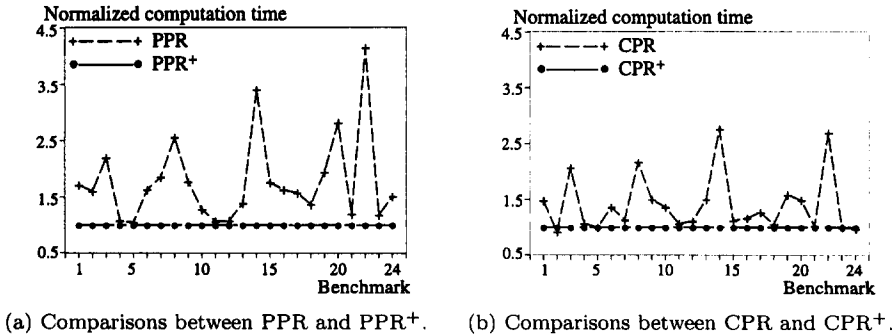 Normalized computation time
4.5
3.5
2.5
1.5
0.5
PPR
PPR+
1 5 10 15 20 24
Benchmark
(a) Comparisons between PPR and PPR+.
Normalized computation time
4.5
3.5
2.5
1.5
0.5
CPR
CPR+
1 5 10 15 20 24
Benchmark
(b) Comparisons between CPR and CPR+